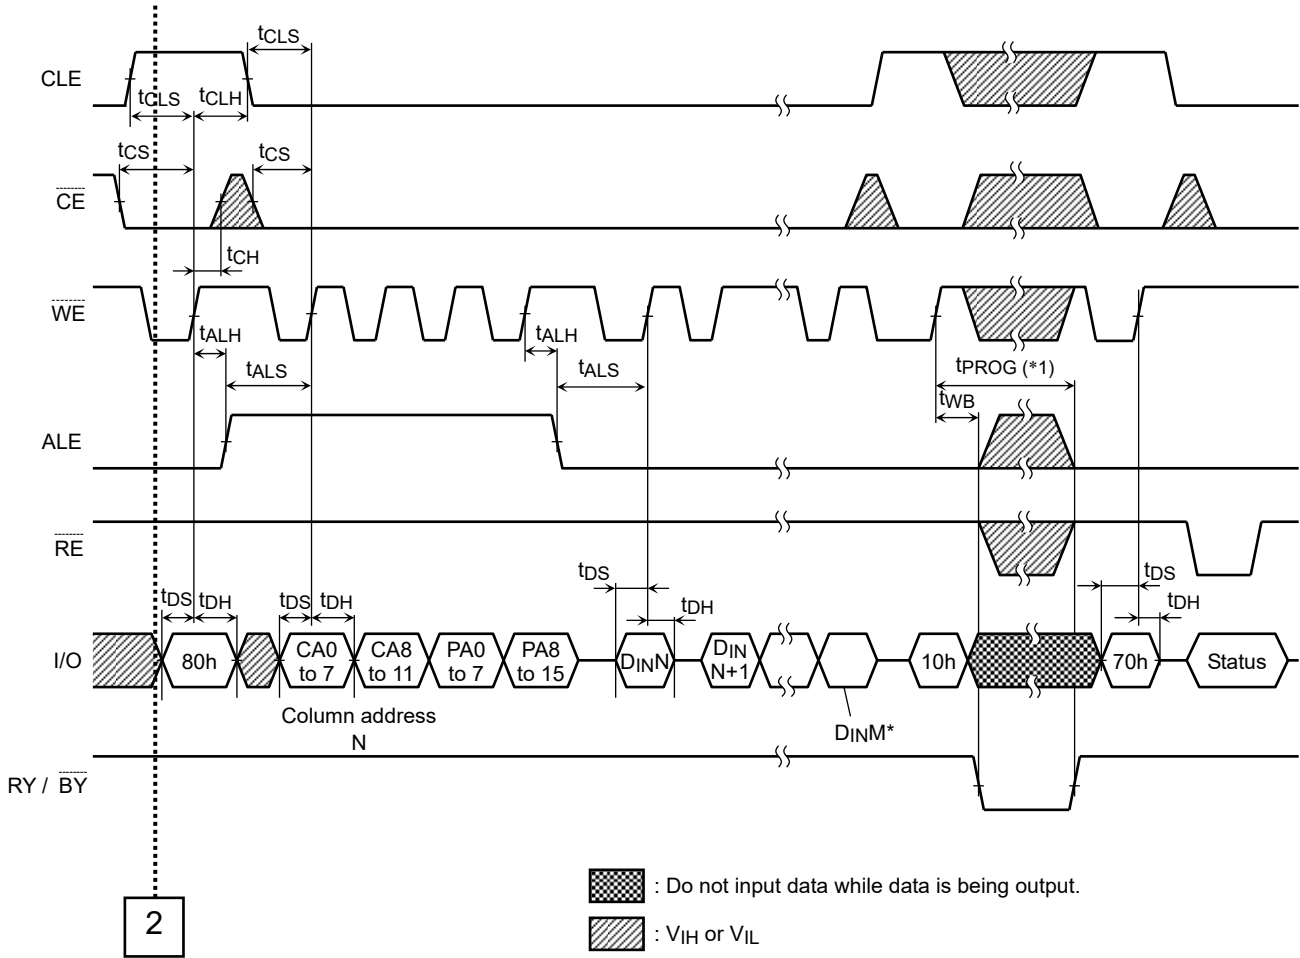 tCLS
CLE
tCLS tCLH
tCS tCS
CE
tCH
WE
tALH tALH
tALS tALS
tPROG (*1)
tWB
ALE
RE
tDS tDH tDS tDH tDS tDH tDS tDH
I/O 80h CA0 to 7 CA8 to 11 PA0 to 7 PA8 to 15 DINN DIN N+1 10h 70h Status
Column address
N
DINM*
RY / BY
: Do not input data while data is being output.
2
: VIH or VIL